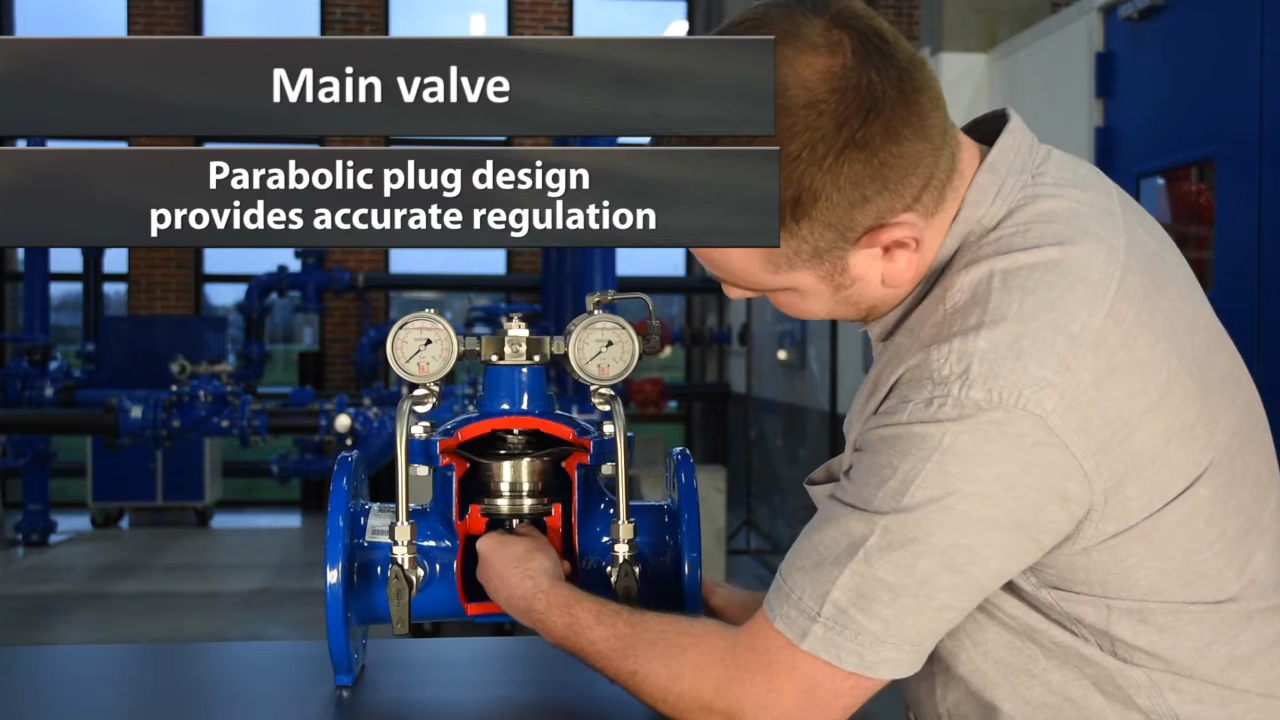 Main valve
Parabolic plug design
provides accurate regulation